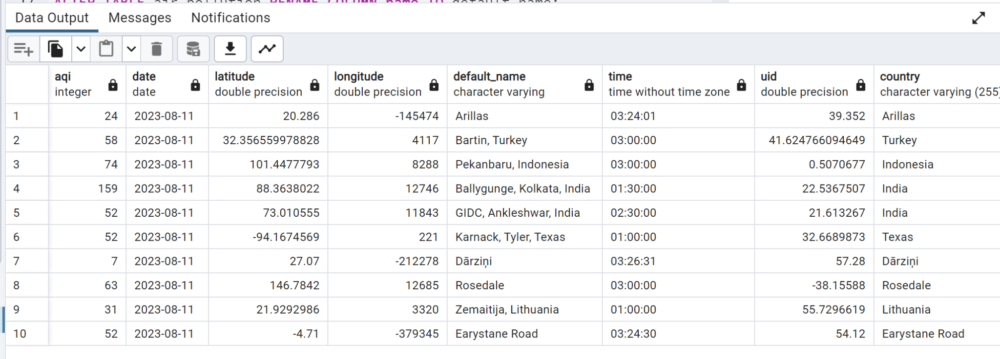 17 ALTER TABLE air_pollution RENAME COLUMN name TO default_name;
Data Output Messages Notifications
aqi date latitude longitude default_name time uid country
integer date double precision double precision character varying time without time zone double precision character varying (255)
1 24 2023-08-11 20.286 -145474 Arillas 03:24:01 39.352 Arillas
2 58 2023-08-11 32.356559978828 4117 Bartin, Turkey 03:00:00 41.624766094649 Turkey
3 74 2023-08-11 101.4477793 8288 Pekanbaru, Indonesia 03:00:00 0.5070677 Indonesia
4 159 2023-08-11 88.3638022 12746 Ballygunge, Kolkata, India 01:30:00 22.5367507 India
5 52 2023-08-11 73.010555 11843 GIDC, Ankleshwar, India 02:30:00 21.613267 India
6 52 2023-08-11 -94.1674569 221 Karnack, Tyler, Texas 01:00:00 32.6689873 Texas
7 7 2023-08-11 27.07 -212278 Dārziņi 03:26:31 57.28 Dārziņi
8 63 2023-08-11 146.7842 12685 Rosedale 03:00:00 -38.15588 Rosedale
9 31 2023-08-11 21.9292986 3320 Zemaitija, Lithuania 01:00:00 55.7296619 Lithuania
10 52 2023-08-11 -4.71 -379345 Earystane Road 03:24:30 54.12 Earystane Road